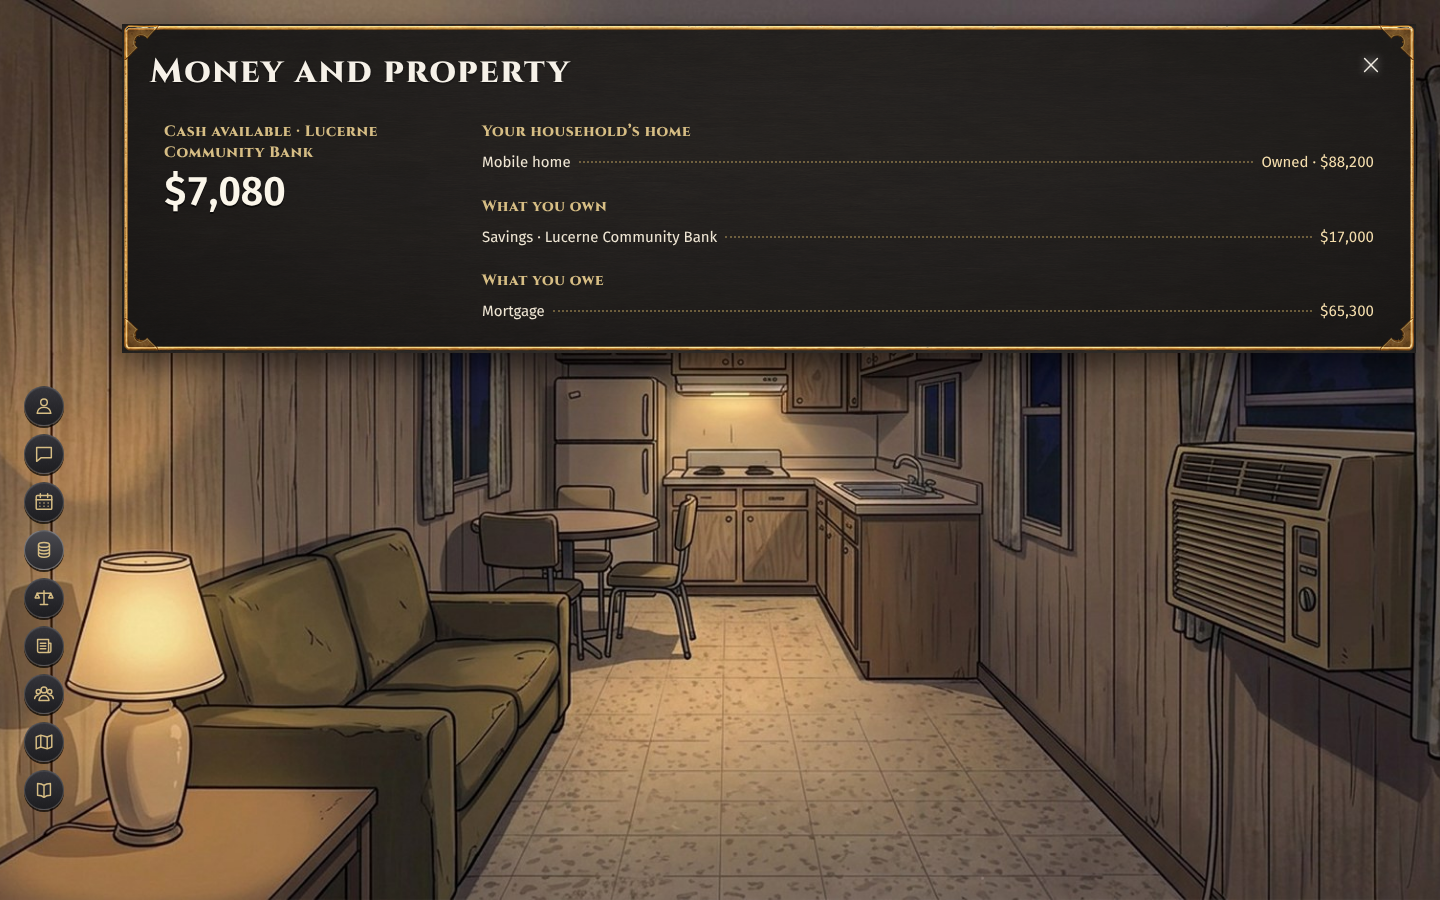 Money and property
Cash available · Lucerne
Community Bank
$7,080
Your household's home
Mobile home Owned · $88,200
What you own
Savings · Lucerne Community Bank $17,000
What you owe
Mortgage $65,300